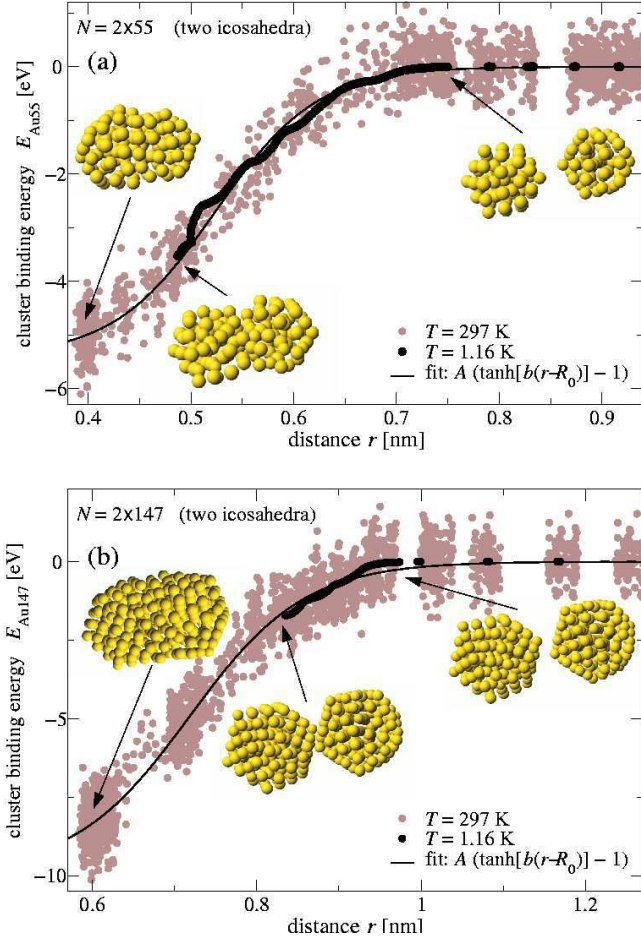 N = 2x55 (two icosahedra)
(a)
cluster binding energy E_Au55 [eV]
0
−2
−4
−6
T = 297 K
T = 1.16 K
fit: A (tanh[b(r-R_0)] − 1)
0.4 0.5 0.6 0.7 0.8 0.9
distance r [nm]
N = 2x147 (two icosahedra)
(b)
cluster binding energy E_Au147 [eV]
0
−5
−10
T = 297 K
T = 1.16 K
fit: A (tanh[b(r-R_0)] − 1)
0.6 0.8 1 1.2
distance r [nm]